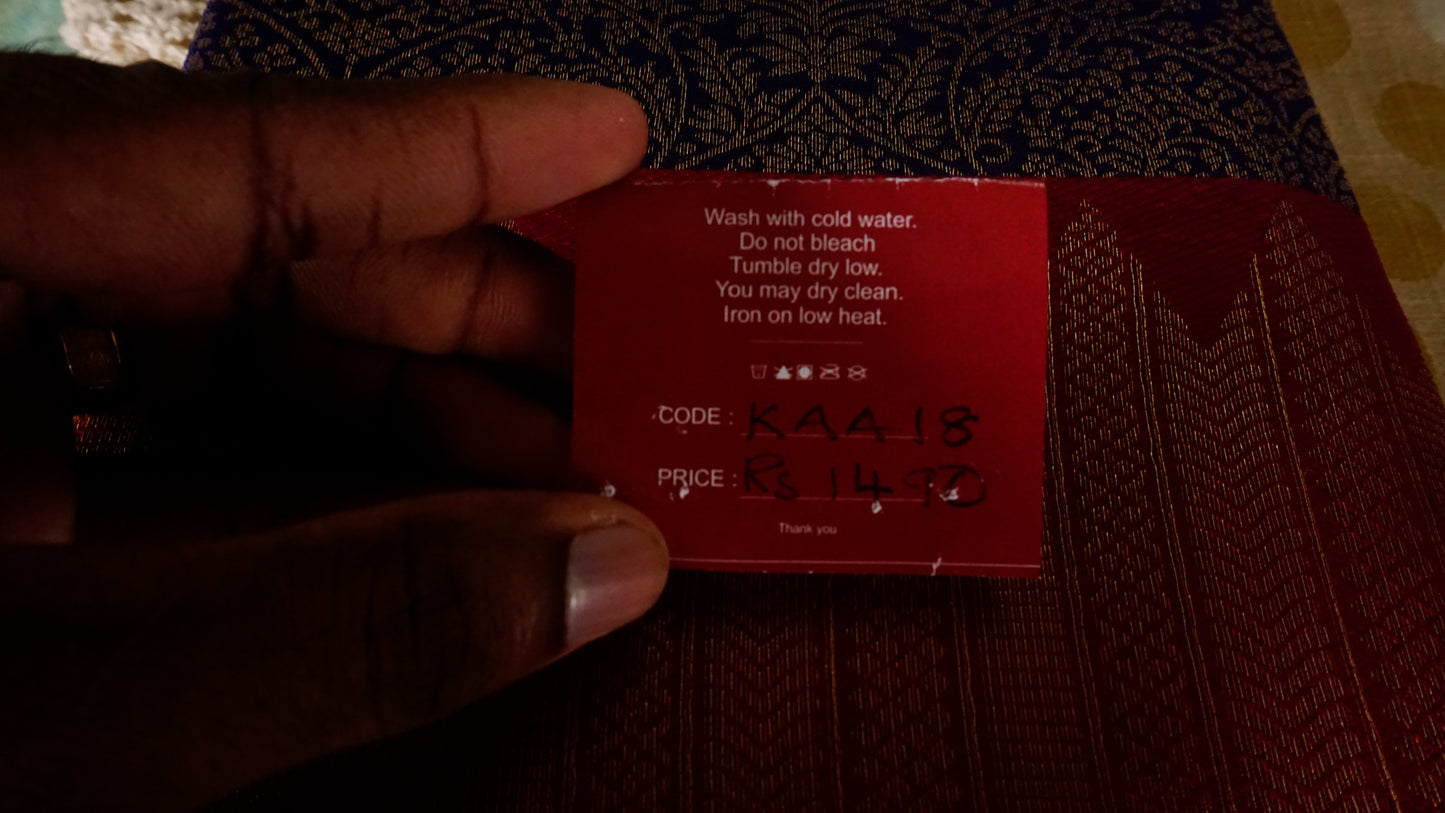 Wash with cold water.
Do not bleach
Tumble dry low.
You may dry clean.
Iron on low heat.
CODE : KAA18
PRICE : Rs 1490
Thank you